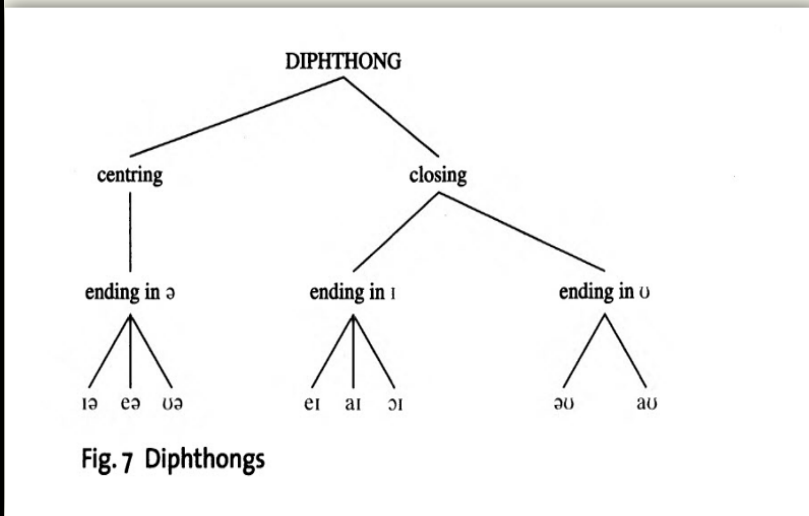 DIPHTHONG
centring closing
ending in ə ending in ɪ ending in ʊ
ɪə eə ʊə eɪ aɪ ɔɪ əʊ aʊ
Fig. 7 Diphthongs